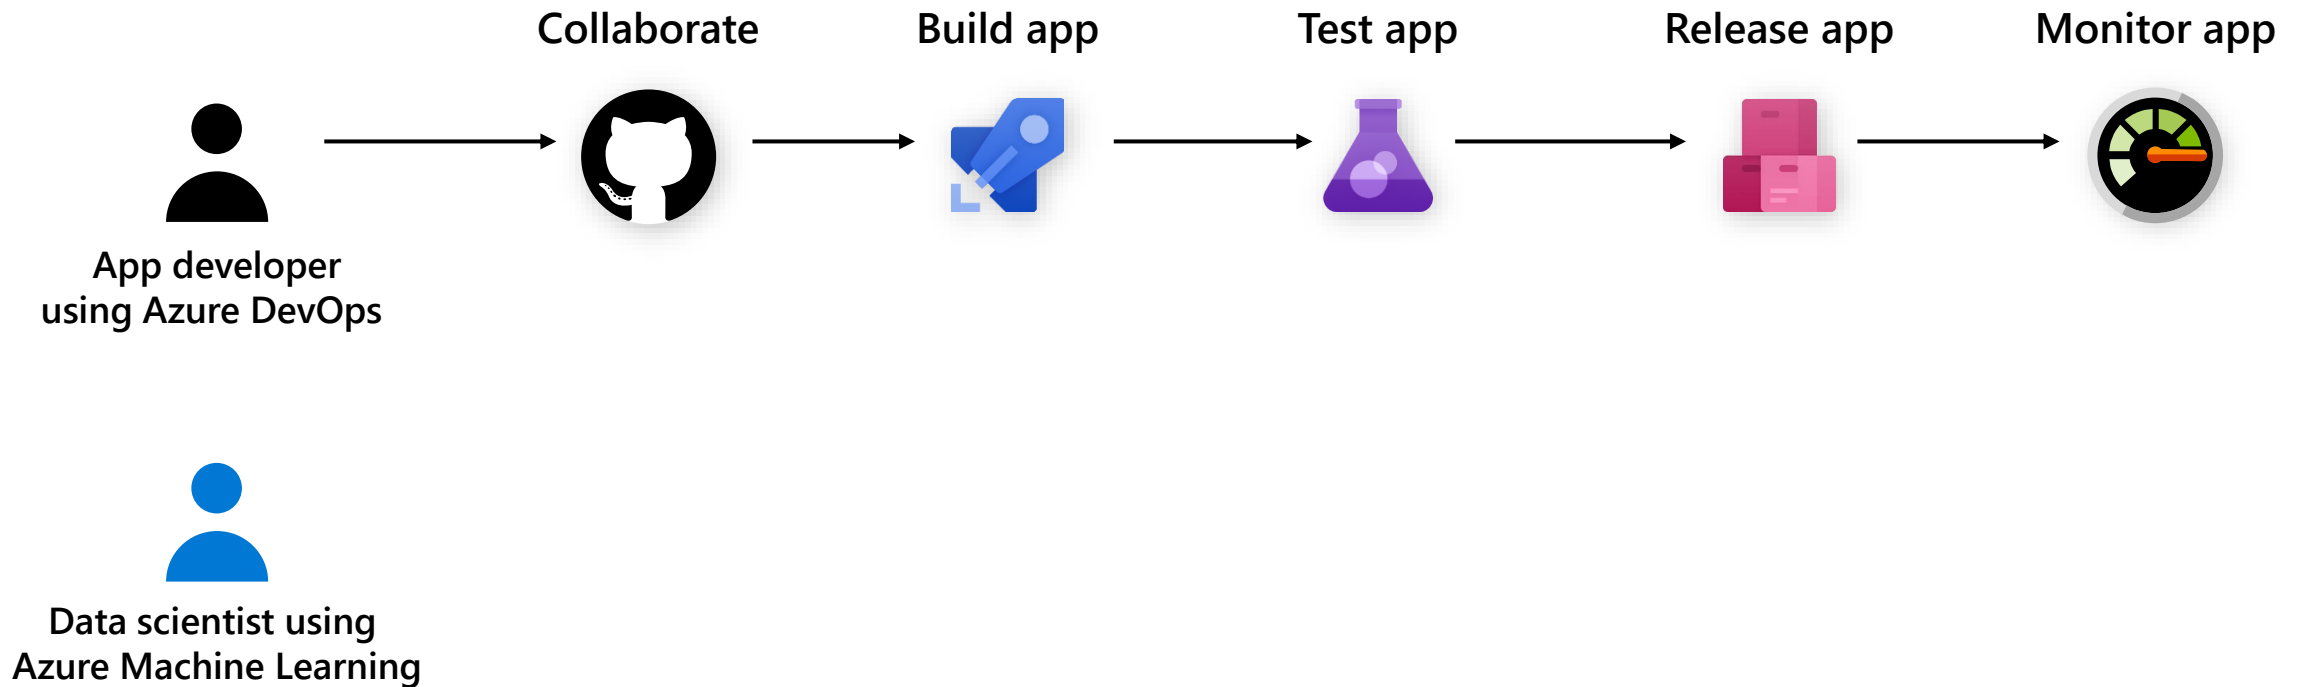 Collaborate
Build app
Test app
Release app
Monitor app
App developer
using Azure DevOps
Data scientist using
Azure Machine Learning